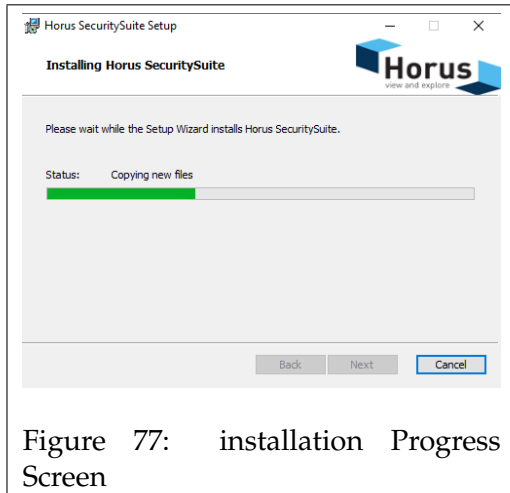 Horus SecuritySuite Setup
Installing Horus SecuritySuite
Horus
view and explore
Please wait while the Setup Wizard installs Horus SecuritySuite.
Status: Copying new files
Back Next Cancel
Figure 77: installation Progress
Screen